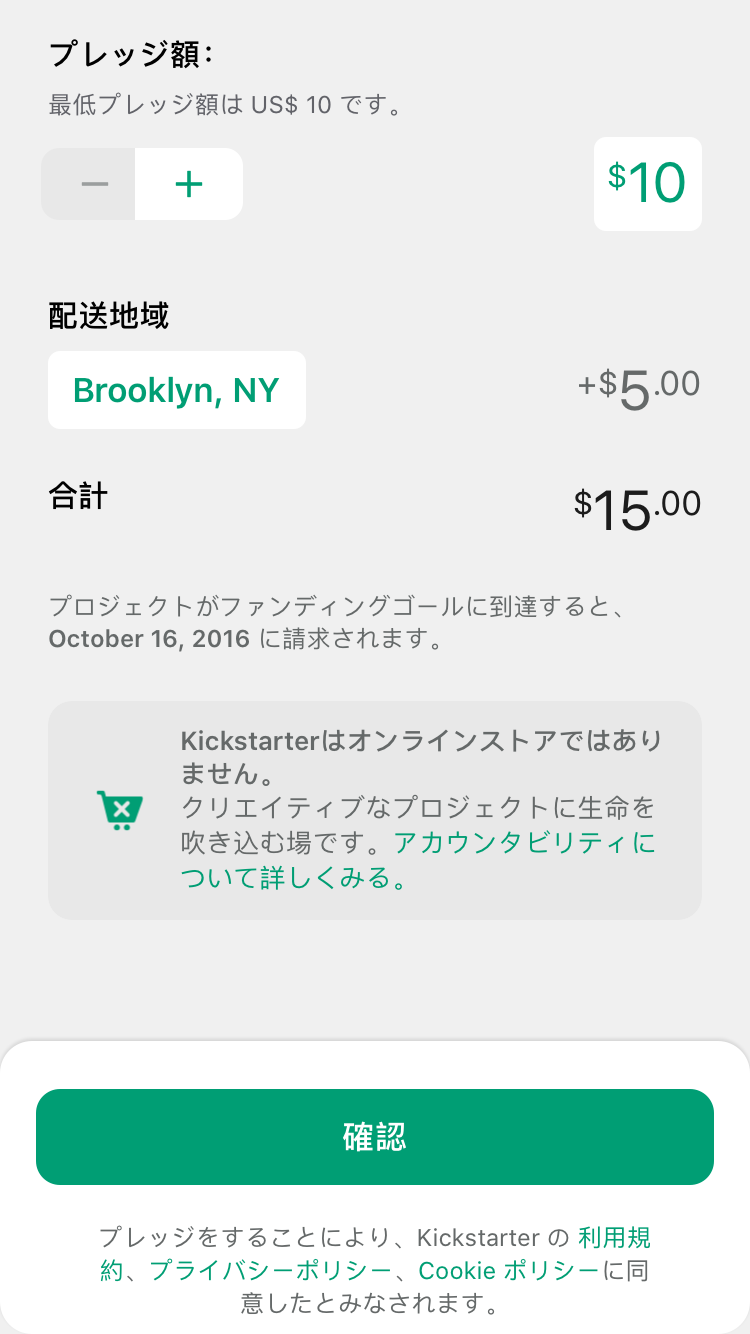 プレッジ額：
最低プレッジ額は US$ 10 です。
− +
$10
配送地域
Brooklyn, NY
+$5.00
合計
$15.00
プロジェクトがファンディングゴールに到達すると、
October 16, 2016 に請求されます。
Kickstarterはオンラインストアではあり
ません。
クリエイティブなプロジェクトに生命を
吹き込む場です。アカウンタビリティに
ついて詳しくみる。
確認
プレッジをすることにより、Kickstarter の 利用規
約、プライバシーポリシー、Cookie ポリシーに同
意したとみなされます。